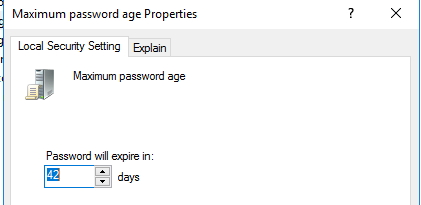 Maximum password age Properties
? ×
Local Security Setting
Explain
Maximum password age
Password will expire in:
42
days